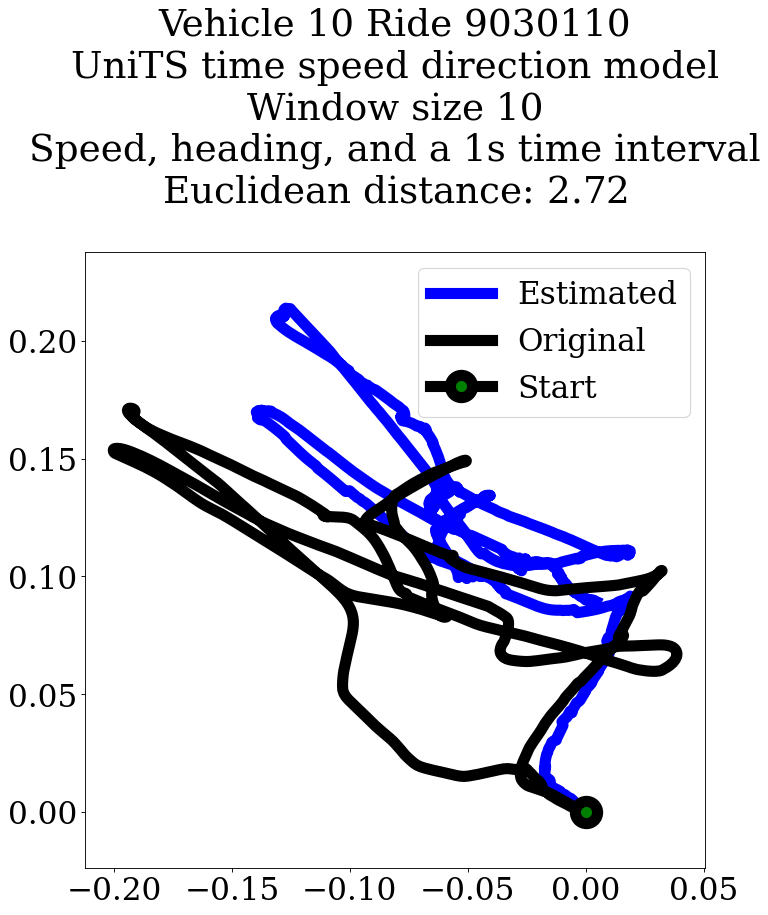 Vehicle 10 Ride 9030110
UniTS time speed direction model
Window size 10
Speed, heading, and a 1s time interval
Euclidean distance: 2.72
Estimated
Original
Start
0.20
0.15
0.10
0.05
0.00
−0.20 −0.15 −0.10 −0.05 0.00 0.05